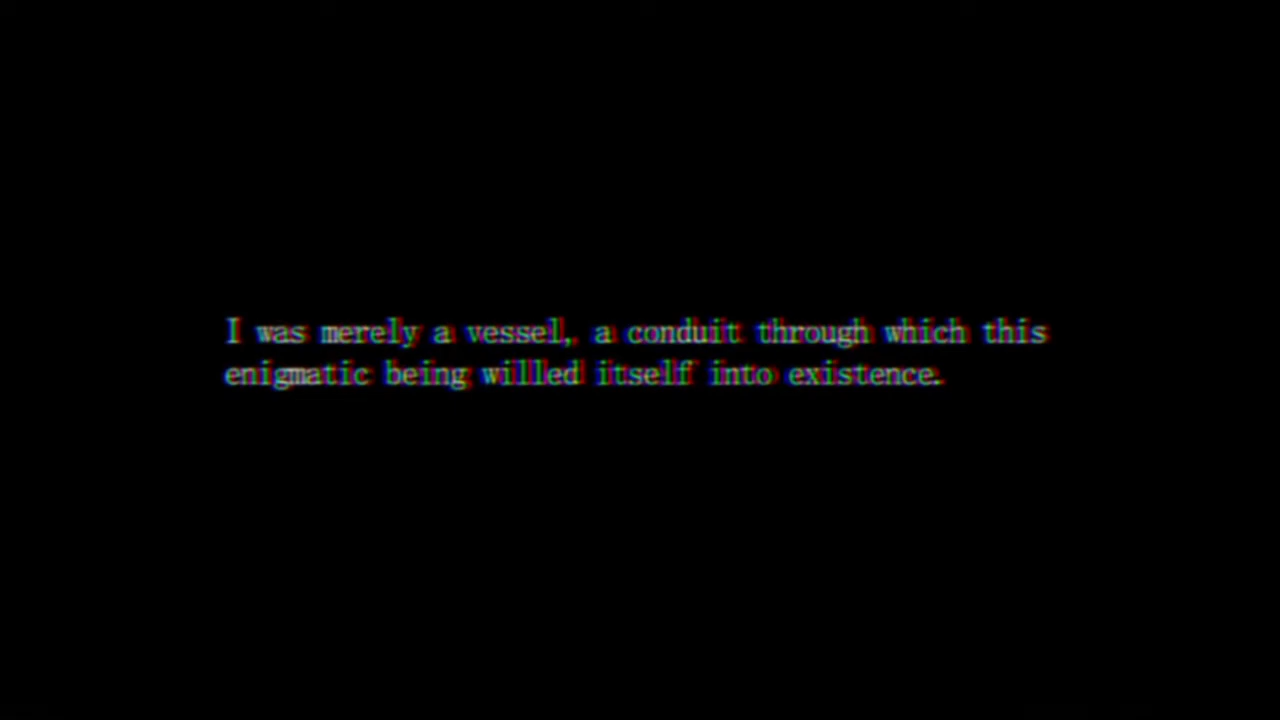 I was merely a vessel, a conduit through which this
enigmatic being willed itself into existence.